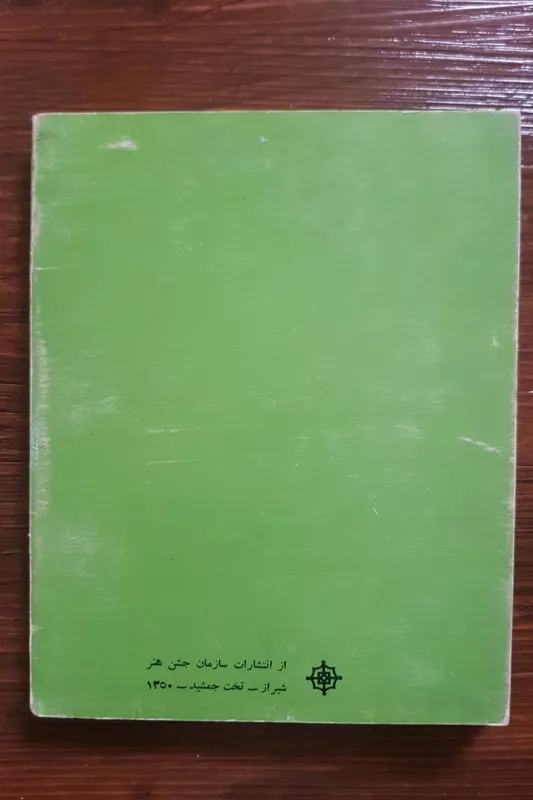 از انتشارات سازمان جشن هنر
شیراز ــ تخت جمشید ــ ۱۳۵۰